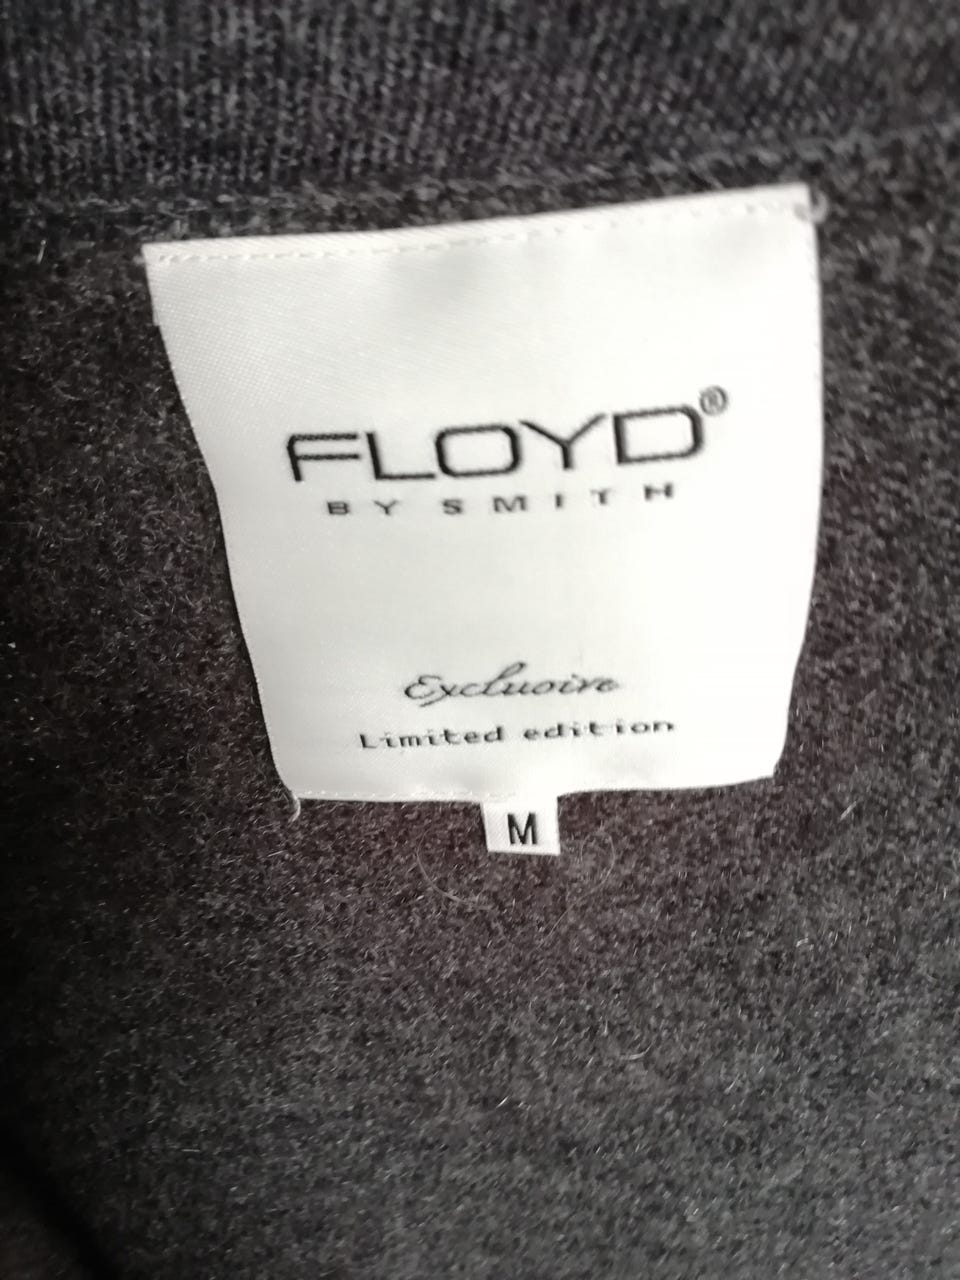 FLOYD®
BY SMITH
Exclusive
Limited edition
M